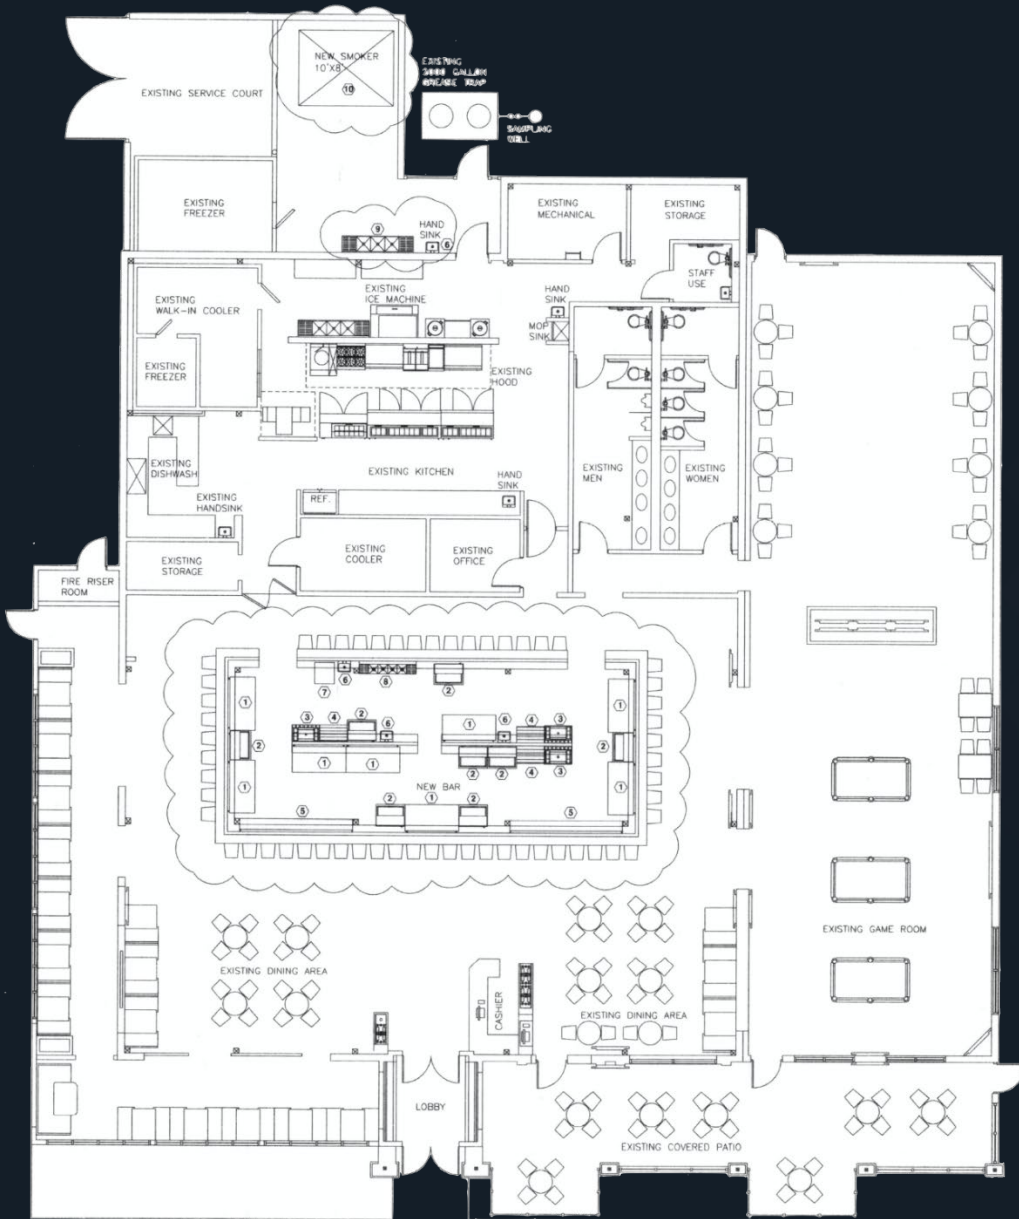 NEW SMOKER
10'X8'
10
EXISTING
2000 GALLON
GREASE TRAP
EXISTING SERVICE COURT
SAMPLING
WELL
EXISTING
FREEZER
EXISTING
MECHANICAL
EXISTING
STORAGE
9
HAND
SINK
6
STAFF
USE
EXISTING
ICE MACHINE
HAND
SINK
EXISTING
WALK-IN COOLER
MOP
SINK
EXISTING
FREEZER
EXISTING
HOOD
EXISTING
DISHWASH
EXISTING KITCHEN
EXISTING
MEN
EXISTING
WOMEN
HAND
SINK
REF.
EXISTING
HANDSINK
EXISTING
COOLER
EXISTING
OFFICE
EXISTING
STORAGE
FIRE RISER
ROOM
7
6
8
2
1
1
3
4
2
6
1
6
4
3
2
2
1
1
2
2
4
3
1
1
NEW BAR
2
1
2
5
5
EXISTING GAME ROOM
EXISTING DINING AREA
CASHIER
EXISTING DINING AREA
LOBBY
EXISTING COVERED PATIO